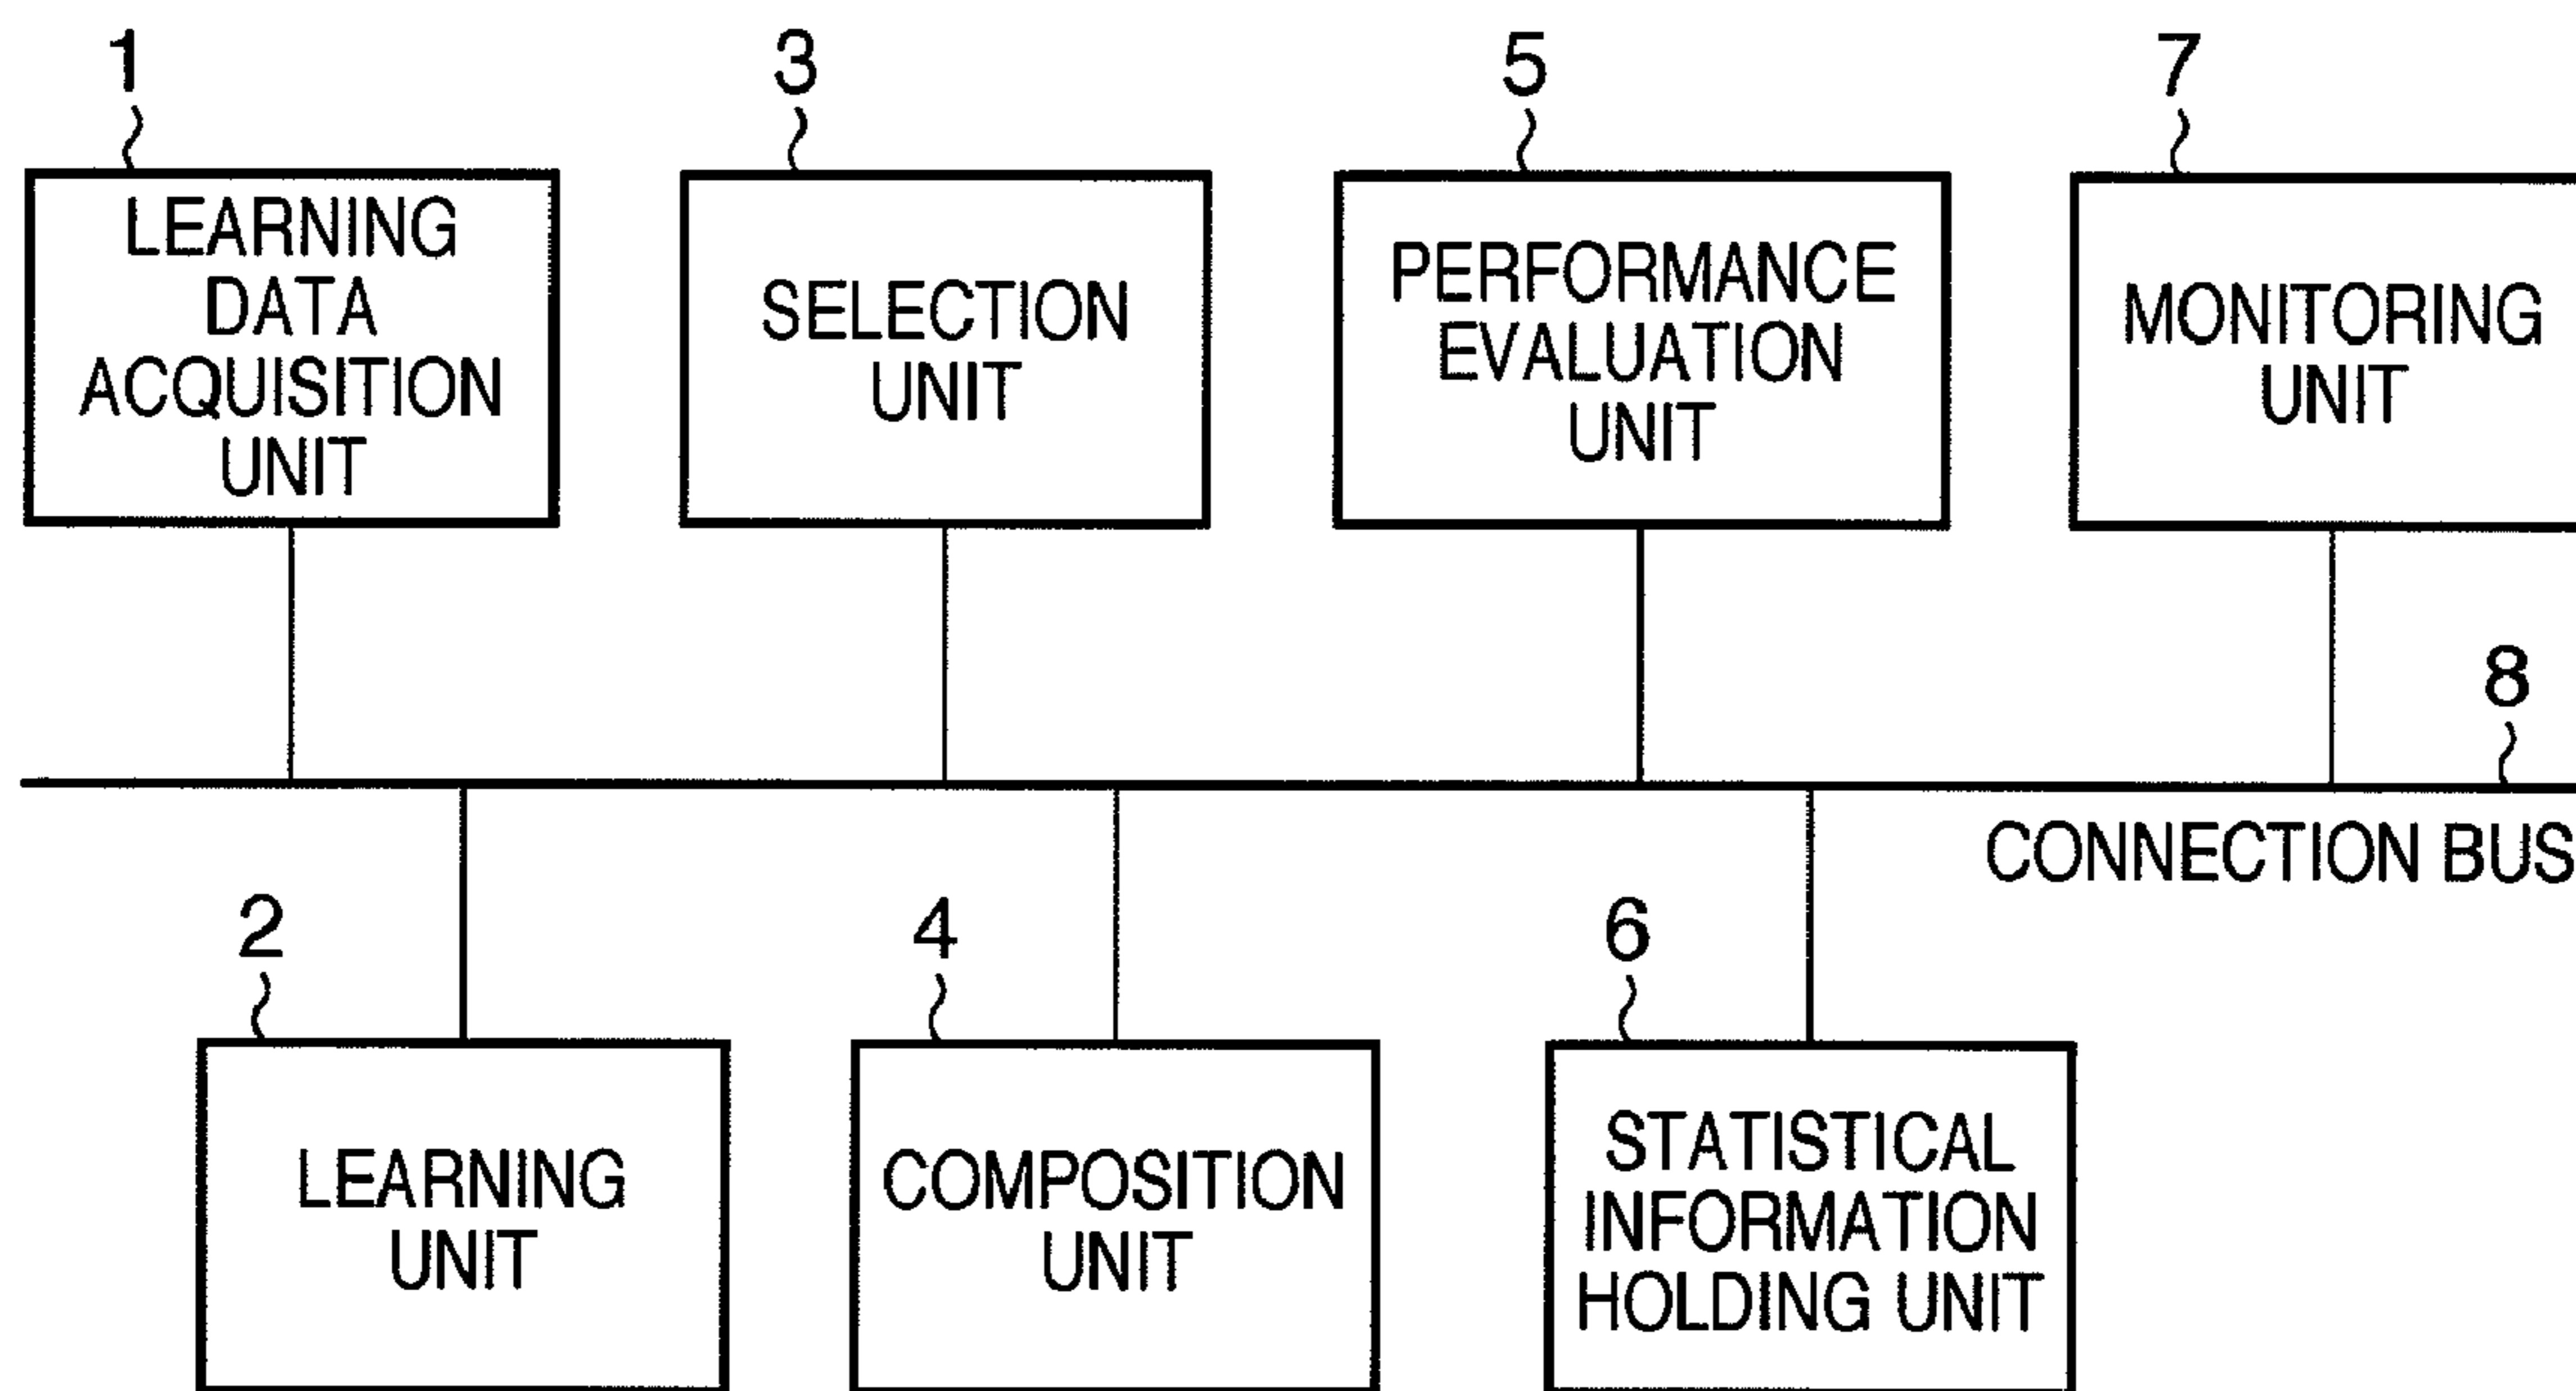 1
3
5
7
LEARNING
DATA
ACQUISITION
UNIT
SELECTION
UNIT
PERFORMANCE
EVALUATION
UNIT
MONITORING
UNIT
8
CONNECTION BUS
2
4
6
LEARNING
UNIT
COMPOSITION
UNIT
STATISTICAL
INFORMATION
HOLDING UNIT